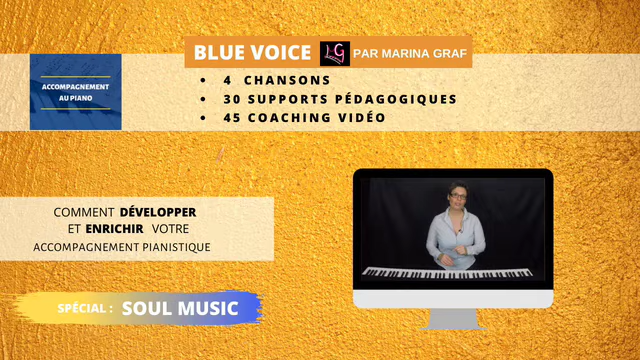 BLUE VOICE LG PAR MARINA GRAF
ACCOMPAGNEMENT
AU PIANO
• 4 CHANSONS
• 30 SUPPORTS PÉDAGOGIQUES
• 45 COACHING VIDÉO
COMMENT DÉVELOPPER
ET ENRICHIR VOTRE
ACCOMPAGNEMENT PIANISTIQUE
SPÉCIAL : SOUL MUSIC